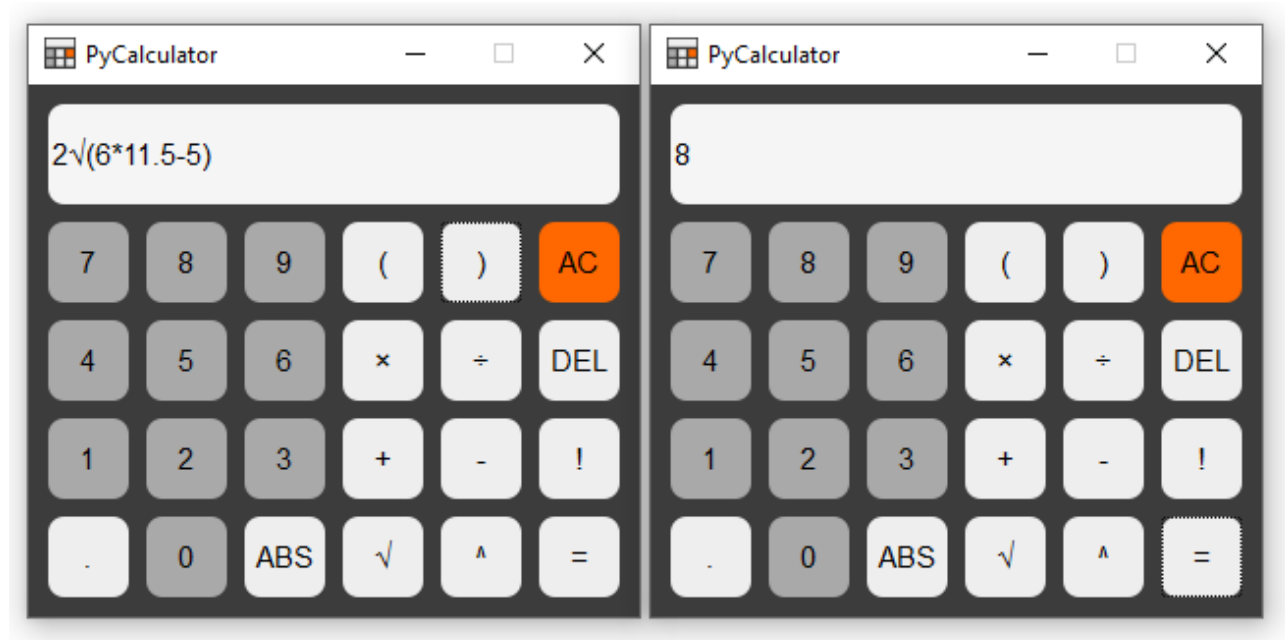 PyCalculator
2√(6*11.5-5)
7 8 9 ( ) AC
4 5 6 × ÷ DEL
1 2 3 + - !
. 0 ABS √ ^ =
PyCalculator
8
7 8 9 ( ) AC
4 5 6 × ÷ DEL
1 2 3 + - !
. 0 ABS √ ^ =